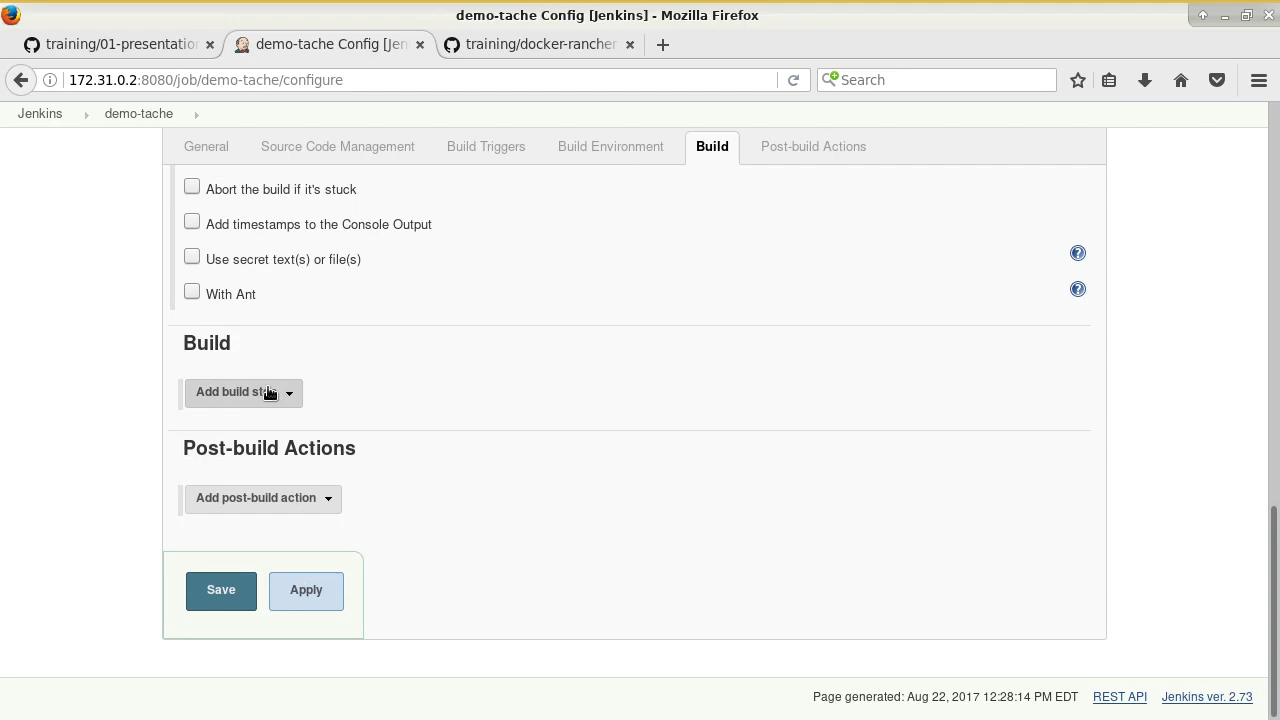 demo-tache Config [Jenkins] - Mozilla Firefox
training/01-presentation
demo-tache Config [Jen
training/docker-rancher
172.31.0.2:8080/job/demo-tache/configure
Search
Jenkins
demo-tache
General
Source Code Management
Build Triggers
Build Environment
Build
Post-build Actions
Abort the build if it's stuck
Add timestamps to the Console Output
Use secret text(s) or file(s)
With Ant
Build
Add build
Post-build Actions
Add post-build action
Save
Apply
Page generated: Aug 22, 2017 12:28:14 PM EDT
REST API
Jenkins ver. 2.73